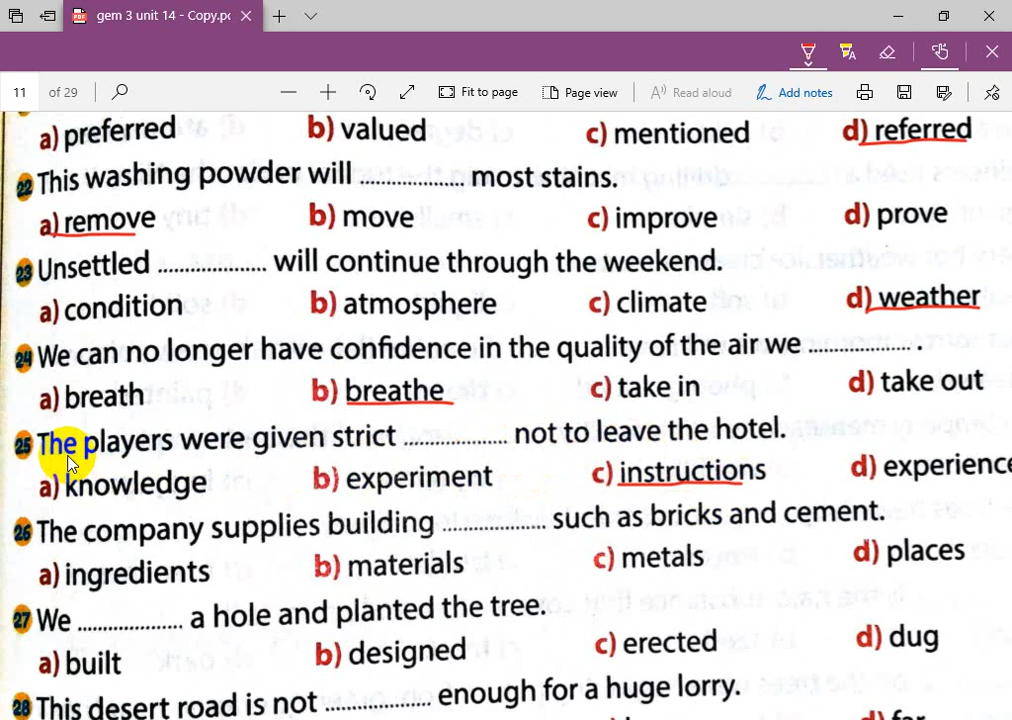 gem 3 unit 14 - Copy.pc
11 of 29 Fit to page Page view Read aloud Add notes
a) preferred b) valued c) mentioned d) referred
22 This washing powder will .................... most stains.
a) remove b) move c) improve d) prove
23 Unsettled .................... will continue through the weekend.
a) condition b) atmosphere c) climate d) weather
24 We can no longer have confidence in the quality of the air we .................... .
a) breath b) breathe c) take in d) take out
25 The players were given strict .................... not to leave the hotel.
a) knowledge b) experiment c) instructions d) experience
26 The company supplies building .................... such as bricks and cement.
a) ingredients b) materials c) metals d) places
27 We .................... a hole and planted the tree.
a) built b) designed c) erected d) dug
28 This desert road is not .................... enough for a huge lorry.